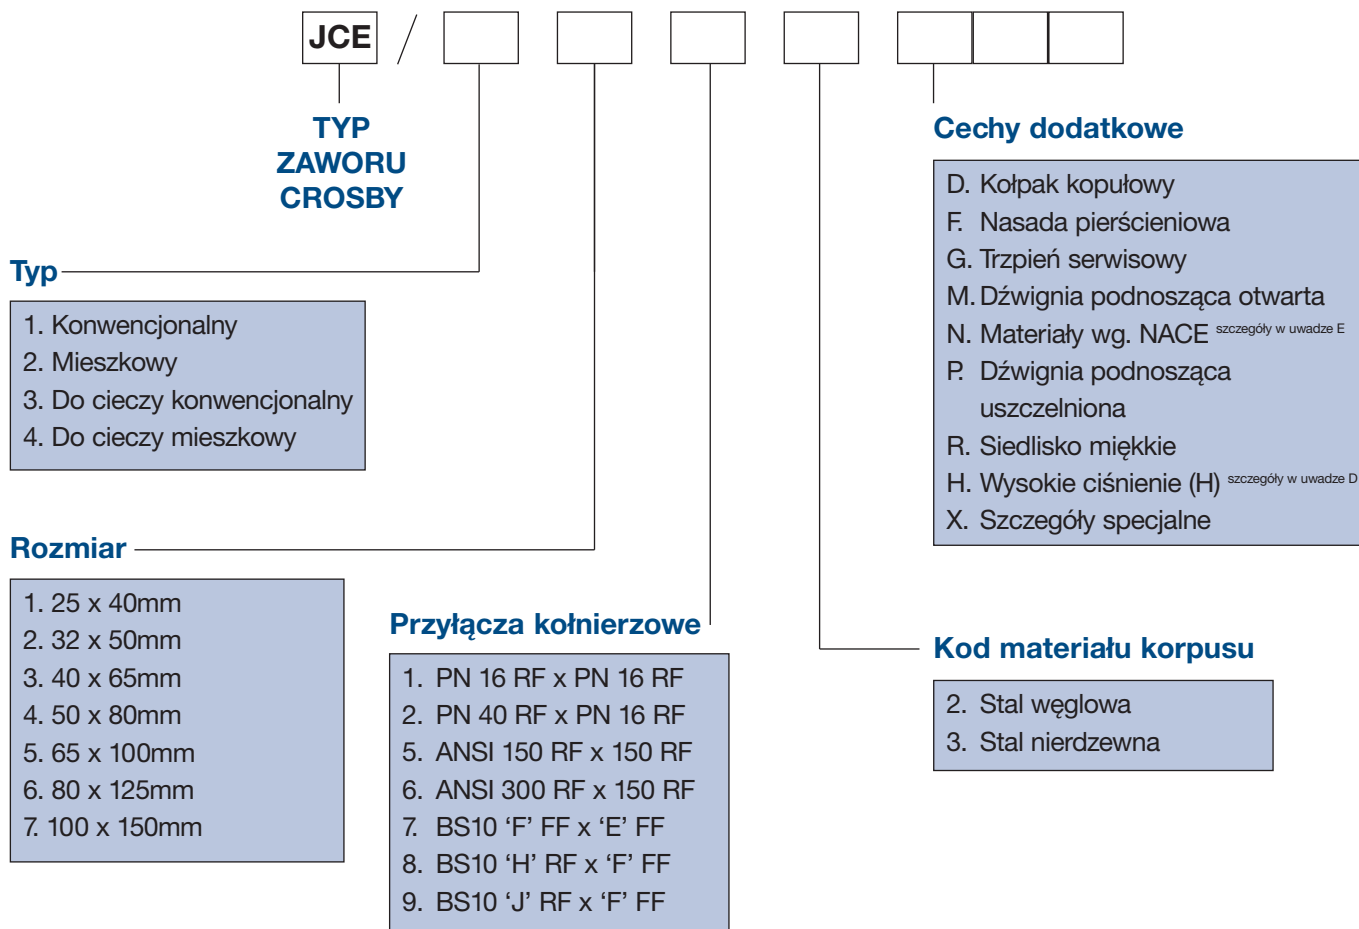 JCE /
TYP
ZAWORU
CROSBY
Typ
1. Konwencjonalny
2. Mieszkowy
3. Do cieczy konwencjonalny
4. Do cieczy mieszkowy
Rozmiar
1. 25 x 40mm
2. 32 x 50mm
3. 40 x 65mm
4. 50 x 80mm
5. 65 x 100mm
6. 80 x 125mm
7. 100 x 150mm
Przyłącza kołnierzowe
1. PN 16 RF x PN 16 RF
2. PN 40 RF x PN 16 RF
5. ANSI 150 RF x 150 RF
6. ANSI 300 RF x 150 RF
7. BS10 ‘F’ FF x ‘E’ FF
8. BS10 ‘H’ RF x ‘F’ FF
9. BS10 ‘J’ RF x ‘F’ FF
Cechy dodatkowe
D. Kołpak kopułowy
F. Nasada pierścieniowa
G. Trzpień serwisowy
M. Dźwignia podnosząca otwarta
N. Materiały wg. NACE szczegóły w uwadze E
P. Dźwignia podnosząca
uszczelniona
R. Siedlisko miękkie
H. Wysokie ciśnienie (H) szczegóły w uwadze D
X. Szczegóły specjalne
Kod materiału korpusu
2. Stal węglowa
3. Stal nierdzewna